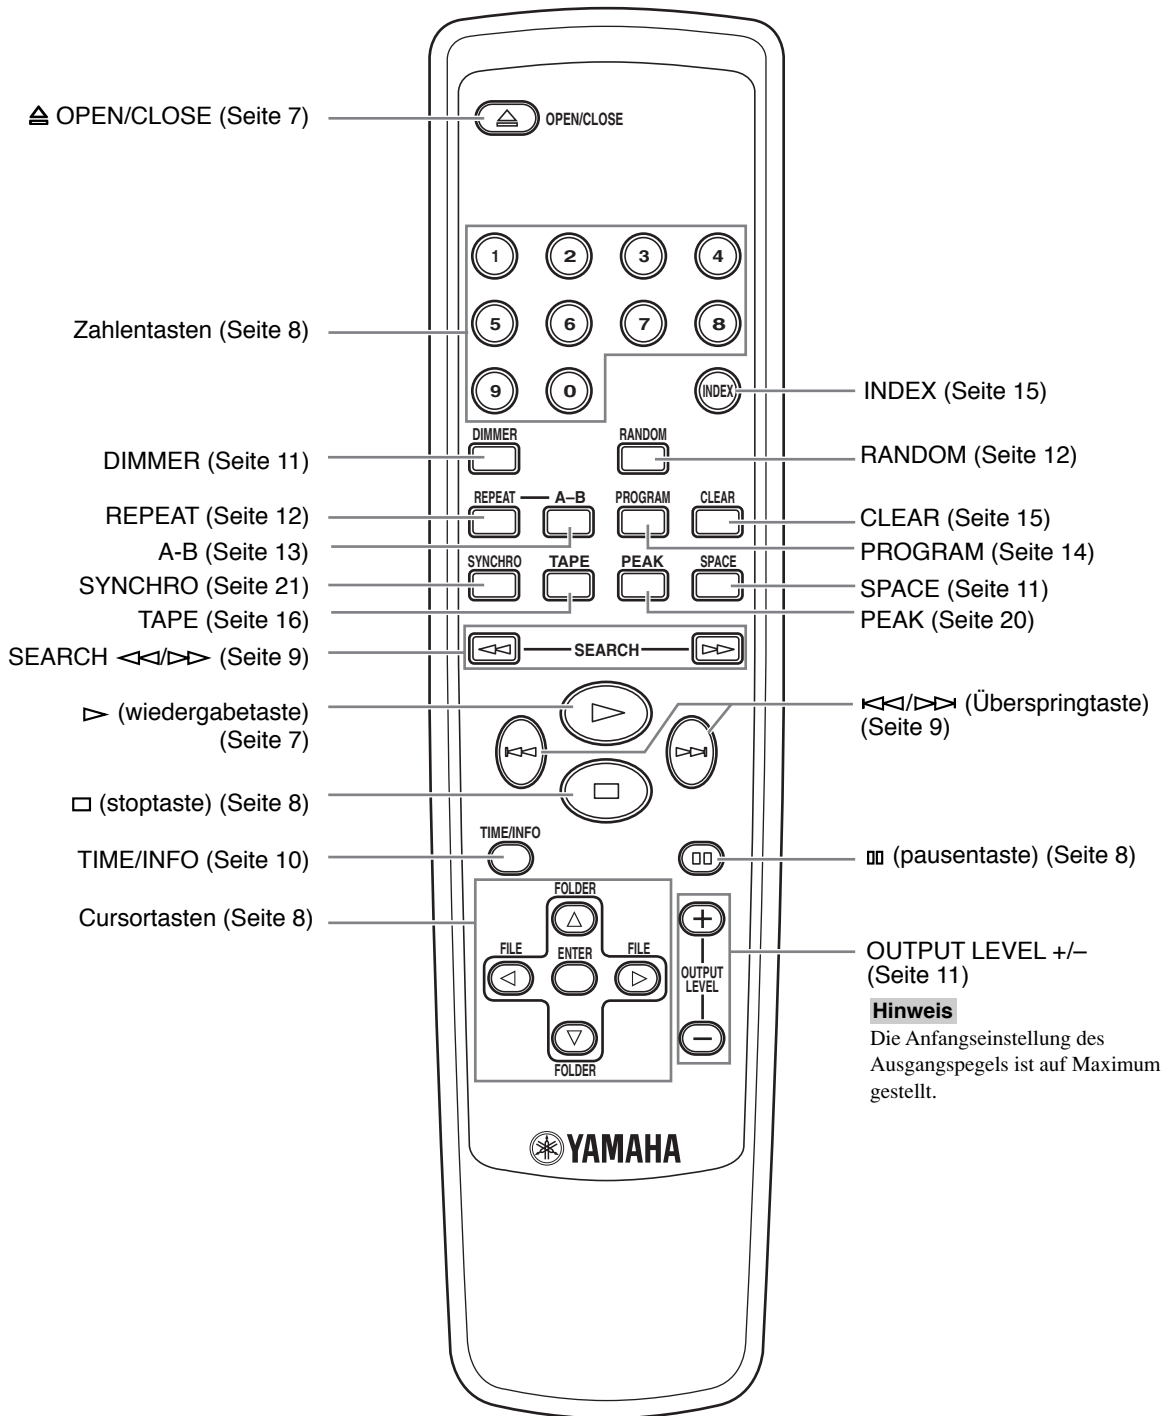 ⏏ OPEN/CLOSE (Seite 7)
OPEN/CLOSE
1 2 3 4
Zahlentasten (Seite 8)
5 6 7 8
9 0 INDEX
INDEX (Seite 15)
DIMMER RANDOM
DIMMER (Seite 11)
RANDOM (Seite 12)
REPEAT A–B PROGRAM CLEAR
REPEAT (Seite 12)
CLEAR (Seite 15)
A-B (Seite 13)
PROGRAM (Seite 14)
SYNCHRO TAPE PEAK SPACE
SYNCHRO (Seite 21)
SPACE (Seite 11)
TAPE (Seite 16)
PEAK (Seite 20)
SEARCH ◁◁/▷▷ (Seite 9)
SEARCH
▷ (wiedergabetaste)
(Seite 7)
|◁◁/▷▷| (Überspringtaste)
(Seite 9)
□ (stoptaste) (Seite 8)
TIME/INFO
TIME/INFO (Seite 10)
▯▯ (pausentaste) (Seite 8)
Cursortasten (Seite 8)
FOLDER
FILE ENTER FILE
FOLDER
+
OUTPUT
LEVEL
–
OUTPUT LEVEL +/–
(Seite 11)
Hinweis
Die Anfangseinstellung des
Ausgangspegels ist auf Maximum
gestellt.
YAMAHA